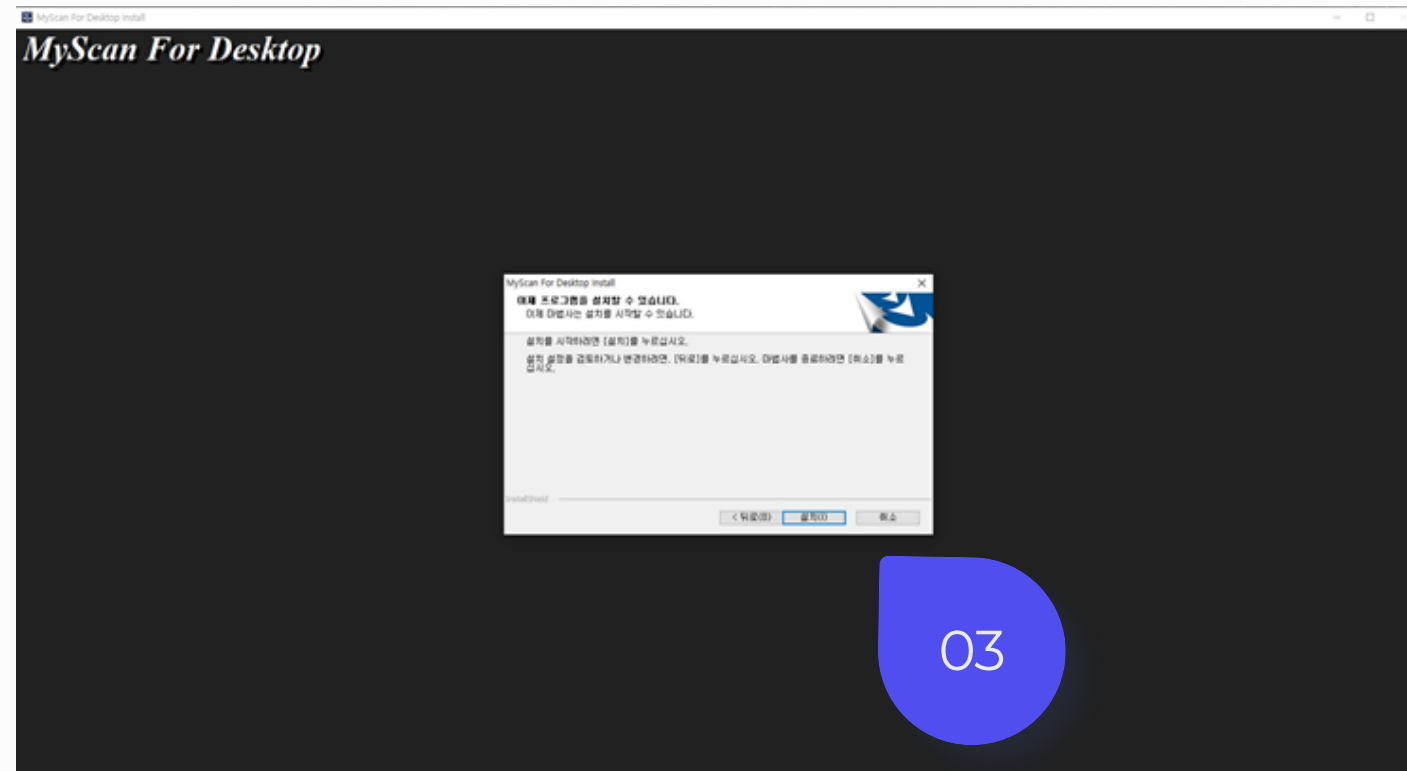 MyScan For Desktop Install
MyScan For Desktop
MyScan For Desktop Install
이제 프로그램을 설치할 수 있습니다.
이제 마법사는 설치를 시작할 수 있습니다.
설치를 시작하려면 [설치]를 누르십시오.
설치 설정을 검토하거나 변경하려면, [뒤로]를 누르십시오. 마법사를 종료하려면 [취소]를 누르
십시오.
InstallShield
< 뒤로(B)
설치(I)
취소
03